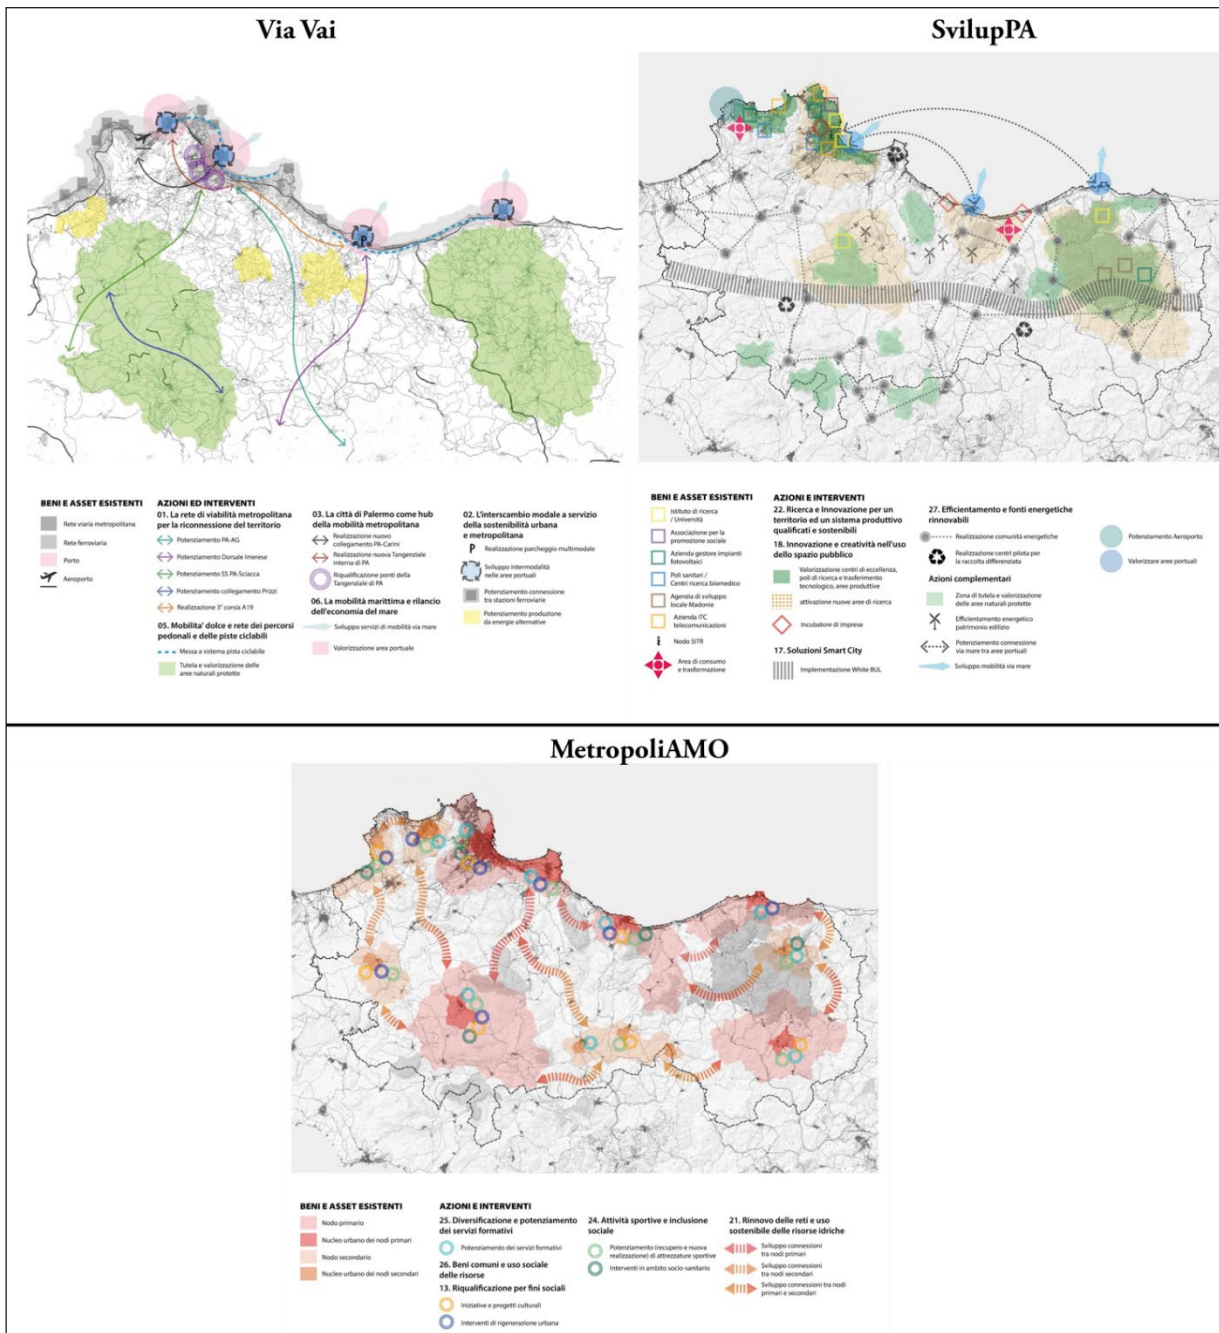 Via Vai
SvilupPA
P
BENI E ASSET ESISTENTI
Rete viaria metropolitana
Rete ferroviaria
Porto
Aeroporto
AZIONI ED INTERVENTI
01. La rete di viabilità metropolitana
per la riconnessione del territorio
Potenziamento PA-AG
Potenziamento Dorsale Imerese
Potenziamento SS PA-Sciacca
Potenziamento collegamento Prizzi
Realizzazione 3° corsia A19
05. Mobilita' dolce e rete dei percorsi
pedonali e delle piste ciclabili
Messa a sistema pista ciclabile
Tutela e valorizzazione delle
aree naturali protette
03. La città di Palermo come hub
della mobilità metropolitana
Realizzazione nuovo
collegamento PA-Carini
Realizzazione nuova Tangenziale
Interna di PA
Riqualificazione ponti della
Tangenziale di PA
06. La mobilità marittima e rilancio
dell'economia del mare
Sviluppo servizi di mobilità via mare
Valorizzazione area portuale
02. L'interscambio modale a servizio
della sostenibilità urbana
e metropolitana
P Realizzazione parcheggio multimodale
Sviluppo Intermodalità
nelle aree portuali
Potenziamento connessione
tra stazioni ferroviarie
Potenziamento produzione
da energie alternative
BENI E ASSET ESISTENTI
Istituto di ricerca
/ Università
Associazione per la
promozione sociale
Azienda gestore impianti
fotovoltaici
Poli sanitari /
Centri ricerca biomedico
Agenzia di sviluppo
locale Madonie
Azienda ITC
telecomunicazioni
i Nodo SITR
Area di consumo
e trasformazione
AZIONI E INTERVENTI
22. Ricerca e Innovazione per un
territorio ed un sistema produttivo
qualificati e sostenibili
18. Innovazione e creatività nell'uso
dello spazio pubblico
Valorizzazione centri di eccellenza,
poli di ricerca e trasferimento
tecnologico, aree produttive
attivazione nuove aree di ricerca
Incubatore di imprese
17. Soluzioni Smart City
Implementazione White BUL
27. Efficientamento e fonti energetiche
rinnovabili
Realizzazione comunità energetiche
Realizzazione centri pilota per
la raccolta differenziata
Azioni complementari
Zona di tutela e valorizzazione
delle aree naturali protette
Efficientamento energetico
patrimonio edilizio
Potenziamento connessione
via mare tra aree portuali
Sviluppo mobilità via mare
Potenziamento Aeroporto
Valorizzare aree portuali
MetropoliAMO
BENI E ASSET ESISTENTI
Nodo primario
Nucleo urbano dei nodi primari
Nodo secondario
Nucleo urbano dei nodi secondari
AZIONI E INTERVENTI
25. Diversificazione e potenziamento
dei servizi formativi
Potenziamento dei servizi formativi
26. Beni comuni e uso sociale
delle risorse
13. Riqualificazione per fini sociali
Iniziative e progetti culturali
Interventi di rigenerazione urbana
24. Attività sportive e inclusione
sociale
Potenziamento (recupero e nuova
realizzazione) di attrezzature sportive
Interventi in ambito socio-sanitario
21. Rinnovo delle reti e uso
sostenibile delle risorse idriche
Sviluppo connessioni
tra nodi primari
Sviluppo connessioni
tra nodi secondari
Sviluppo connessioni tra nodi
primari e secondari